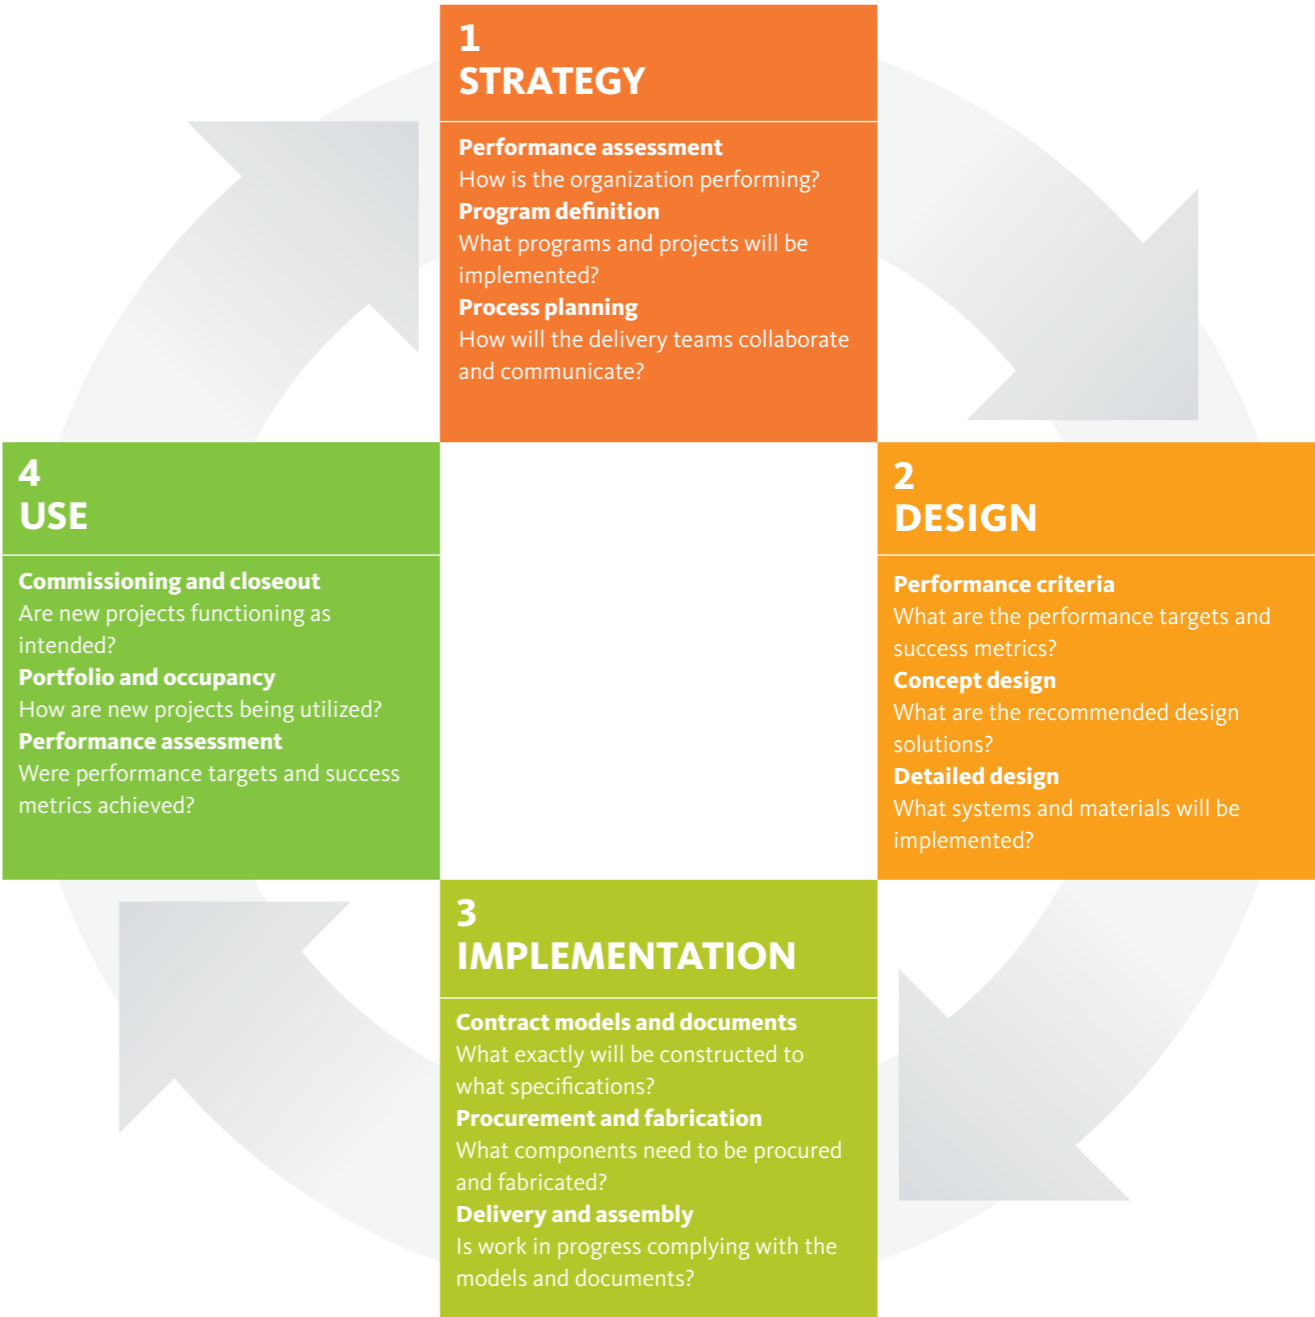 1
STRATEGY
Performance assessment
How is the organization performing?
Program definition
What programs and projects will be
implemented?
Process planning
How will the delivery teams collaborate
and communicate?
2
DESIGN
Performance criteria
What are the performance targets and
success metrics?
Concept design
What are the recommended design
solutions?
Detailed design
What systems and materials will be
implemented?
3
IMPLEMENTATION
Contract models and documents
What exactly will be constructed to
what specifications?
Procurement and fabrication
What components need to be procured
and fabricated?
Delivery and assembly
Is work in progress complying with the
models and documents?
4
USE
Commissioning and closeout
Are new projects functioning as
intended?
Portfolio and occupancy
How are new projects being utilized?
Performance assessment
Were performance targets and success
metrics achieved?